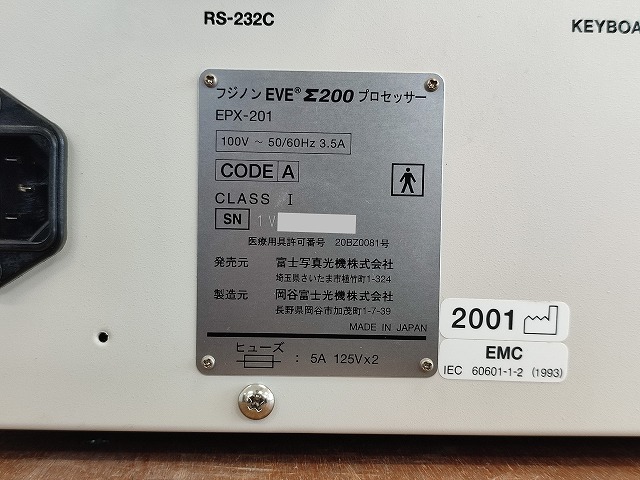 RS-232C
KEYBOA
フジノン EVE® Σ200 プロセッサー
EPX-201
100V ~ 50/60Hz 3.5A
CODE A
CLASS I
SN 1V
医療用具許可番号 20BZ0081号
発売元 富士写真光機株式会社
埼玉県さいたま市植竹町1-324
製造元 岡谷富士光機株式会社
長野県岡谷市加茂町1-7-39
MADE IN JAPAN
ヒューズ
: 5A 125V×2
2001
EMC
IEC 60601-1-2 (1993)